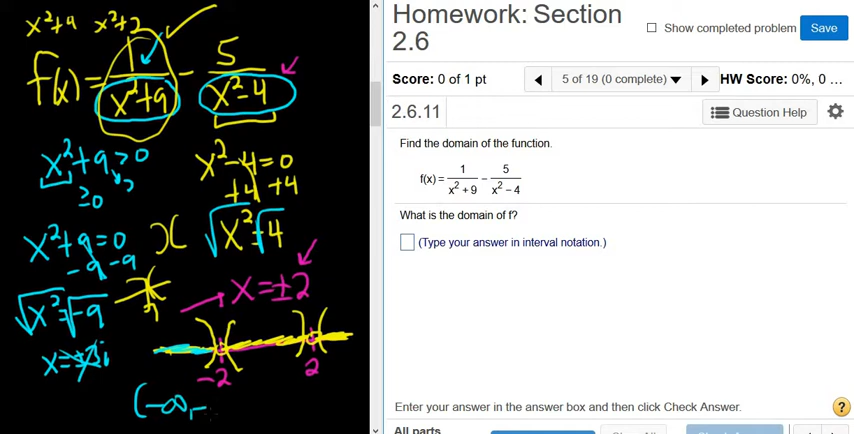 x²+9 x²+2
f(x) = 1/(x²+9) − 5/(x²−4)
x²+9>0
≥0
x²−4=0
+4 +4
x²+9=0
−9 −9
√x²=√−9
√x²=√4
x=±3i
x=±2
−2 2
(−∞,−
Homework: Section 2.6
Show completed problem
Save
Score: 0 of 1 pt
5 of 19 (0 complete)
HW Score: 0%, 0 ...
2.6.11
Question Help
Find the domain of the function.
f(x) = 1/(x² + 9) − 5/(x² − 4)
What is the domain of f?
(Type your answer in interval notation.)
Enter your answer in the answer box and then click Check Answer.
?
All parts